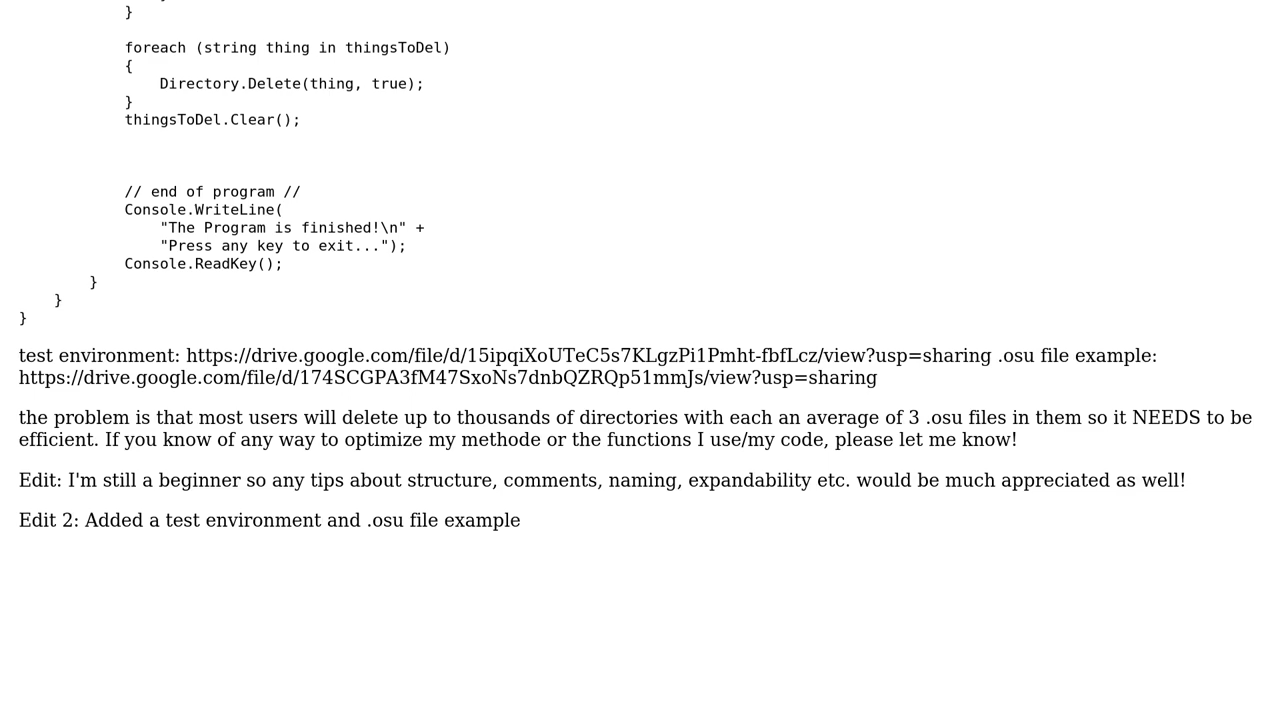 }
foreach (string thing in thingsToDel)
{
Directory.Delete(thing, true);
}
thingsToDel.Clear();
// end of program //
Console.WriteLine(
"The Program is finished!\n" +
"Press any key to exit...");
Console.ReadKey();
}
}
}
test environment: https://drive.google.com/file/d/15ipqiXoUTeC5s7KLgzPi1Pmht-fbfLcz/view?usp=sharing .osu file example:
https://drive.google.com/file/d/174SCGPA3fM47SxoNs7dnbQZRQp51mmJs/view?usp=sharing
the problem is that most users will delete up to thousands of directories with each an average of 3 .osu files in them so it NEEDS to be
efficient. If you know of any way to optimize my methode or the functions I use/my code, please let me know!
Edit: I'm still a beginner so any tips about structure, comments, naming, expandability etc. would be much appreciated as well!
Edit 2: Added a test environment and .osu file example